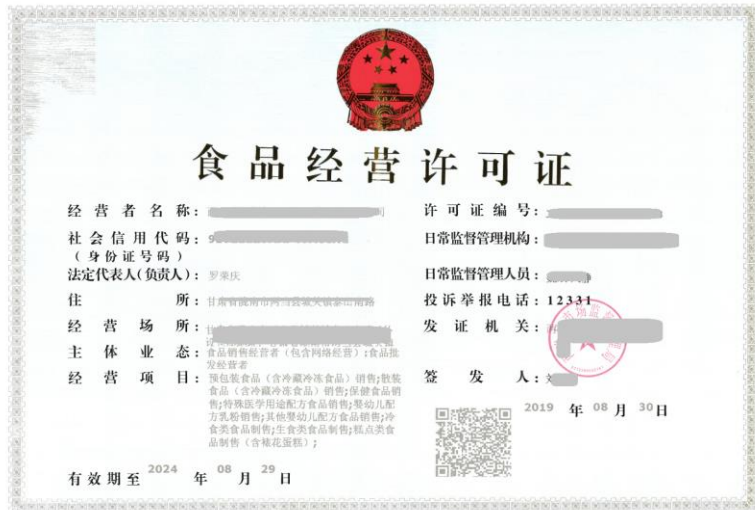 食品经营许可证
经营者名称:
许可证编号:
社会信用代码:
(身份证号码)
日常监督管理机构:
法定代表人(负责人): 罗荣庆
日常监督管理人员:
住所:
投诉举报电话:12331
经营场所:
发证机关:
主体业态: 食品销售经营者(包含网络经营);食品批
发经营者
经营项目: 预包装食品(含冷藏冷冻食品)销售;散装
食品(含冷藏冷冻食品)销售;保健食品销
售;特殊医学用途配方食品销售;婴幼儿配
方乳粉销售;其他婴幼儿配方食品销售;冷
食类食品制售;生食类食品制售;糕点类食
品制售(含裱花蛋糕);
签发人:
2019 年 08 月 30 日
有效期至 2024 年 08 月 29 日